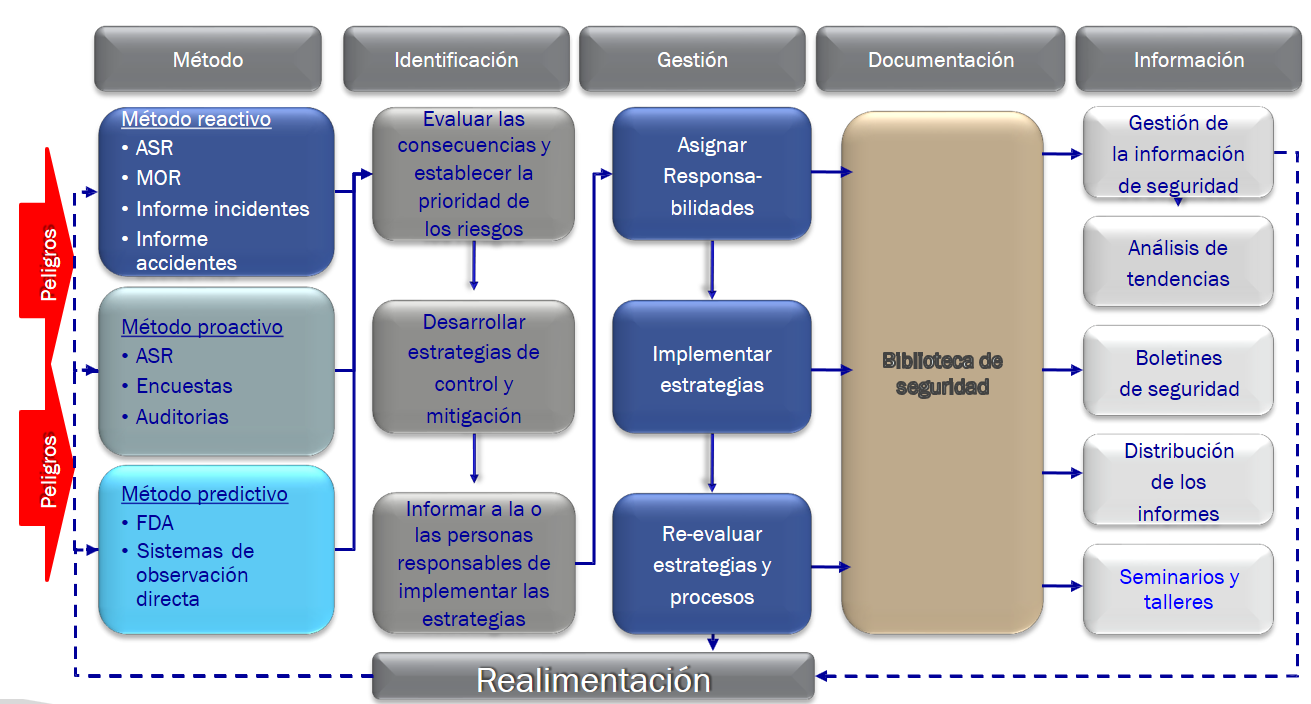 Método
Identificación
Gestión
Documentación
Información
Peligros
Peligros
Método reactivo
• ASR
• MOR
• Informe incidentes
• Informe
accidentes
Método proactivo
• ASR
• Encuestas
• Auditorias
Método predictivo
• FDA
• Sistemas de
observación
directa
Evaluar las
consecuencias y
establecer la
prioridad de
los riesgos
Desarrollar
estrategias de
control y
mitigación
Informar a la o
las personas
responsables de
implementar las
estrategias
Asignar
Responsa-
bilidades
Implementar
estrategias
Re-evaluar
estrategias y
procesos
Biblioteca de
seguridad
Gestión de
la información
de seguridad
Análisis de
tendencias
Boletines
de seguridad
Distribución
de los
informes
Seminarios y
talleres
Realimentación